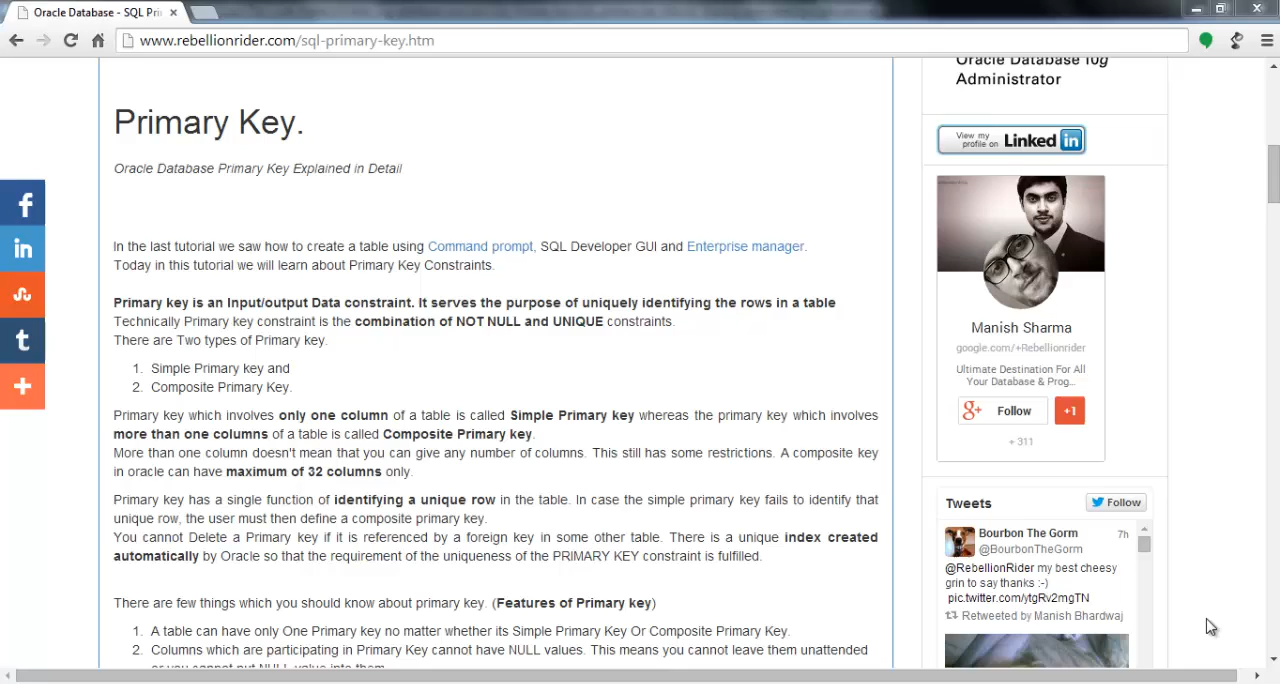 Oracle Database - SQL Pri
www.rebellionrider.com/sql-primary-key.htm
Primary Key.
Oracle Database Primary Key Explained in Detail
In the last tutorial we saw how to create a table using Command prompt, SQL Developer GUI and Enterprise manager.
Today in this tutorial we will learn about Primary Key Constraints.
Primary key is an Input/output Data constraint. It serves the purpose of uniquely identifying the rows in a table
Technically Primary key constraint is the combination of NOT NULL and UNIQUE constraints.
There are Two types of Primary key.
1. Simple Primary key and
2. Composite Primary Key.
Primary key which involves only one column of a table is called Simple Primary key whereas the primary key which involves
more than one columns of a table is called Composite Primary key.
More than one column doesn't mean that you can give any number of columns. This still has some restrictions. A composite key
in oracle can have maximum of 32 columns only.
Primary key has a single function of identifying a unique row in the table. In case the simple primary key fails to identify that
unique row, the user must then define a composite primary key.
You cannot Delete a Primary key if it is referenced by a foreign key in some other table. There is a unique index created
automatically by Oracle so that the requirement of the uniqueness of the PRIMARY KEY constraint is fulfilled.
There are few things which you should know about primary key. (Features of Primary key)
1. A table can have only One Primary key no matter whether its Simple Primary Key Or Composite Primary Key.
2. Columns which are participating in Primary Key cannot have NULL values. This means you cannot leave them unattended
or you cannot put NULL value into them
Oracle Database 10g
Administrator
View my
profile on Linked in
Manish Sharma
google.com/+Rebellionrider
Ultimate Destination For All
Your Database & Prog...
g+ Follow +1
+ 311
Tweets Follow
Bourbon The Gorm 7h
@BourbonTheGorm
@RebellionRider my best cheesy
grin to say thanks :-)
pic.twitter.com/ytgRv2mgTN
Retweeted by Manish Bhardwaj
f
in
t
+